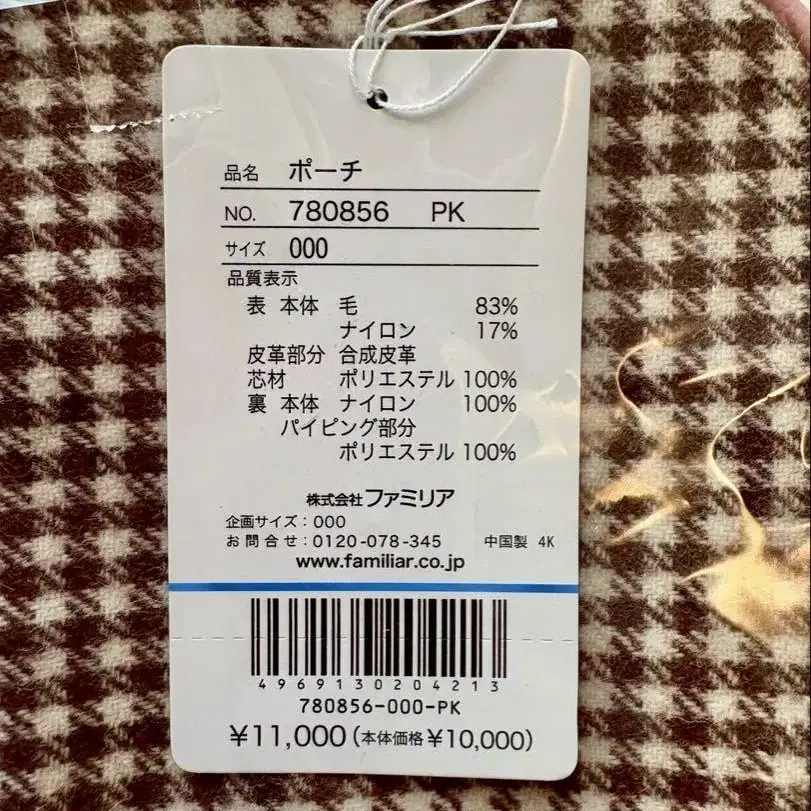 品名 ポーチ
NO. 780856 PK
サイズ 000
品質表示
表 本体 毛 83%
ナイロン 17%
皮革部分 合成皮革
芯材 ポリエステル 100%
裏 本体 ナイロン 100%
パイピング部分
ポリエステル 100%
株式会社ファミリア
企画サイズ：000
お問合せ：0120-078-345 中国製 4K
www.familiar.co.jp
4969130204213
780856-000-PK
¥11,000(本体価格¥10,000)